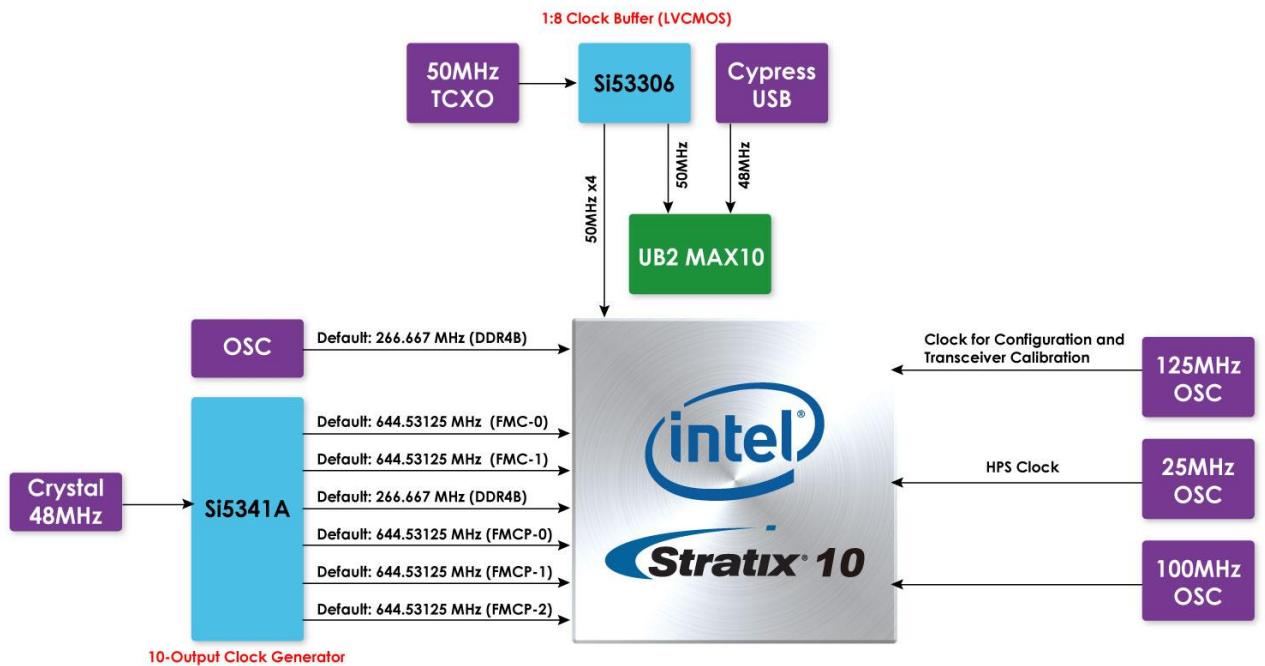 1:8 Clock Buffer (LVCMOS)
50MHz
TCXO
Si53306
Cypress
USB
50MHz x4
50MHz
48MHz
UB2 MAX10
OSC
Default: 266.667 MHz (DDR4B)
Crystal
48MHz
Si5341A
Default: 644.53125 MHz (FMC-0)
Default: 644.53125 MHz (FMC-1)
Default: 266.667 MHz (DDR4B)
Default: 644.53125 MHz (FMCP-0)
Default: 644.53125 MHz (FMCP-1)
Default: 644.53125 MHz (FMCP-2)
10-Output Clock Generator
intel®
Stratix® 10
Clock for Configuration and
Transceiver Calibration
125MHz
OSC
HPS Clock
25MHz
OSC
100MHz
OSC